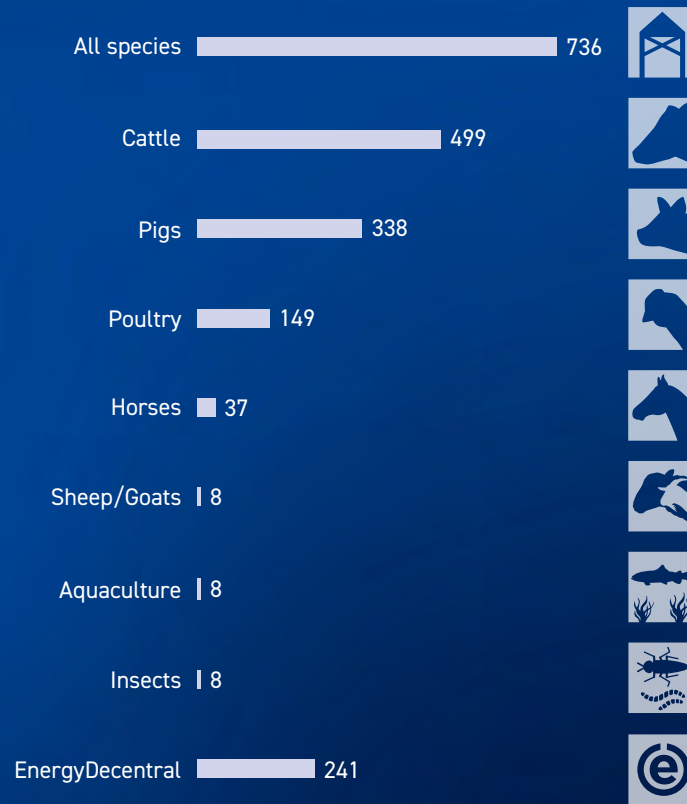 All species 736
Cattle 499
Pigs 338
Poultry 149
Horses 37
Sheep/Goats 8
Aquaculture 8
Insects 8
EnergyDecentral 241
e